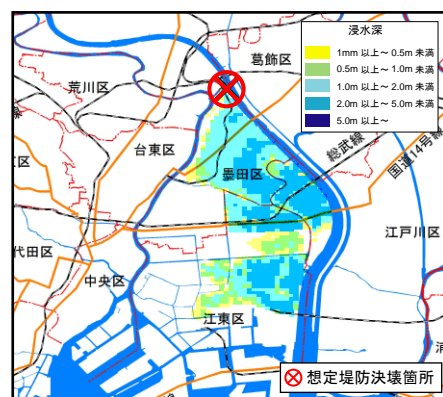 浸水深
1mm 以上~ 0.5m 未満
0.5m 以上~ 1.0m 未満
1.0m 以上~ 2.0m 未満
2.0m 以上~ 5.0m 未満
5.0m 以上~
葛飾区
荒川区
台東区
墨田区
総武線
国道14号線
江戸川区
代田区
中央区
江東区
想定堤防決壊箇所